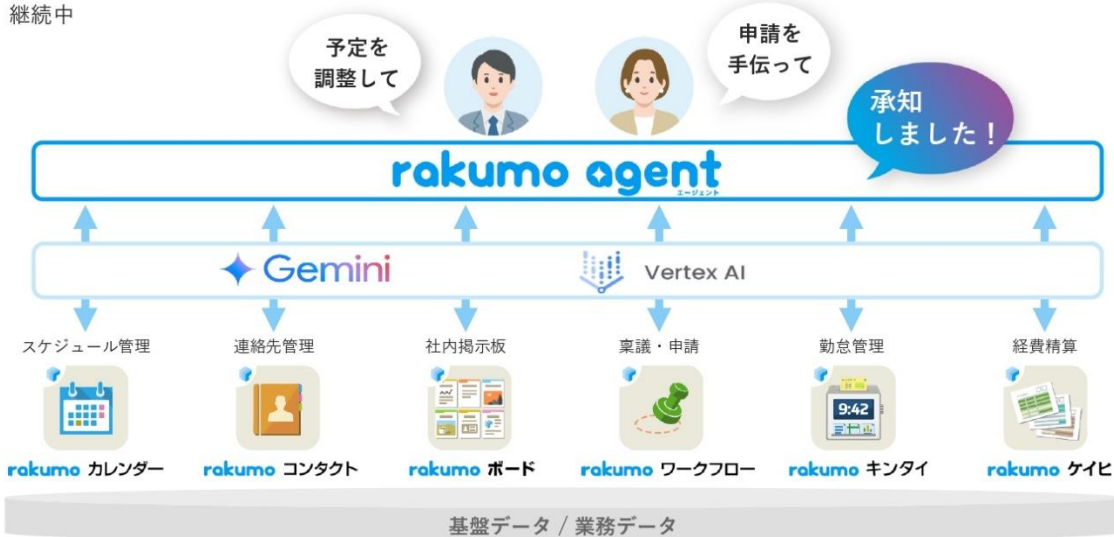 継続中
予定を
調整して
申請を
手伝って
承知
しました!
rakumo agent
エージェント
Gemini
Vertex AI
スケジュール管理
連絡先管理
社内掲示板
稟議・申請
勤怠管理
経費精算
9:42
rakumo カレンダー
rakumo コンタクト
rakumo ボード
rakumo ワークフロー
rakumo キンタイ
rakumo ケイヒ
基盤データ / 業務データ